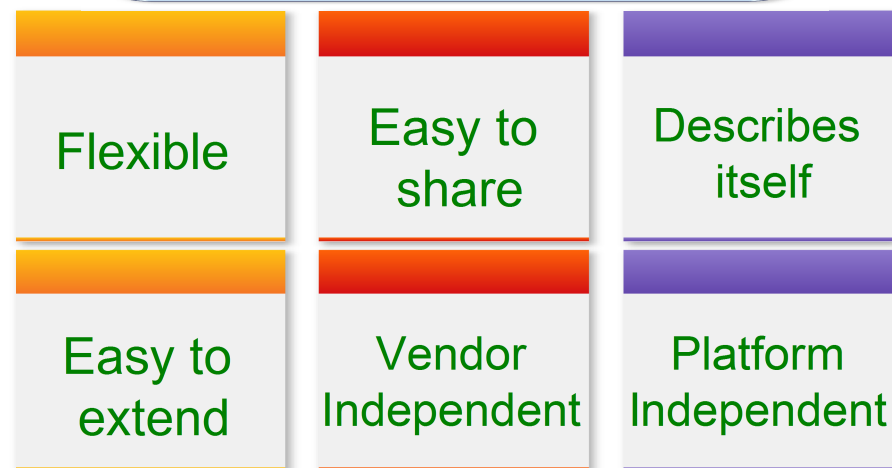 Flexible
Easy to
share
Describes
itself
Easy to
extend
Vendor
Independent
Platform
Independent